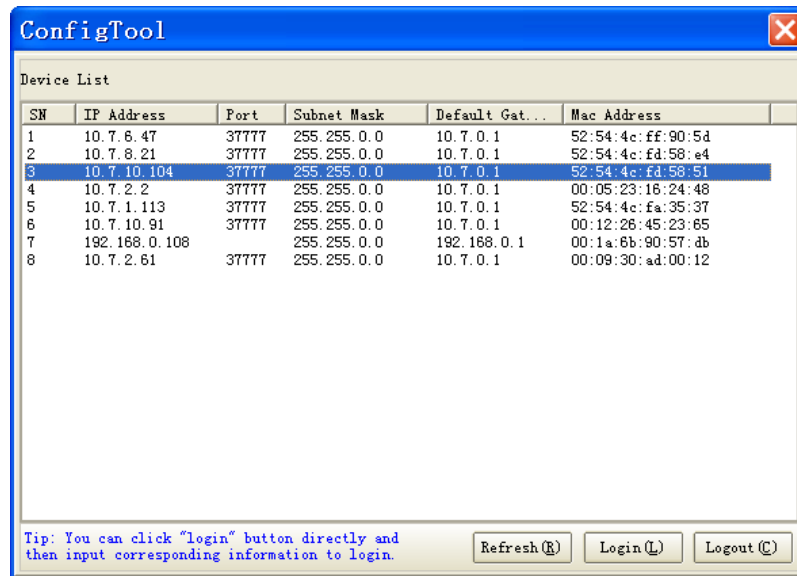 ConfigTool
Device List
SN IP Address Port Subnet Mask Default Gat... Mac Address
1 10.7.6.47 37777 255.255.0.0 10.7.0.1 52:54:4c:ff:90:5d
2 10.7.8.21 37777 255.255.0.0 10.7.0.1 52:54:4c:fd:58:e4
3 10.7.10.104 37777 255.255.0.0 10.7.0.1 52:54:4c:fd:58:51
4 10.7.2.2 37777 255.255.0.0 10.7.0.1 00:05:23:16:24:48
5 10.7.1.113 37777 255.255.0.0 10.7.0.1 52:54:4c:fa:35:37
6 10.7.10.91 37777 255.255.0.0 10.7.0.1 00:12:26:45:23:65
7 192.168.0.108 255.255.0.0 192.168.0.1 00:1a:6b:90:57:db
8 10.7.2.61 37777 255.255.0.0 10.7.0.1 00:09:30:ad:00:12
Tip: You can click "login" button directly and
then input corresponding information to login.
Refresh(R) Login(L) Logout(C)